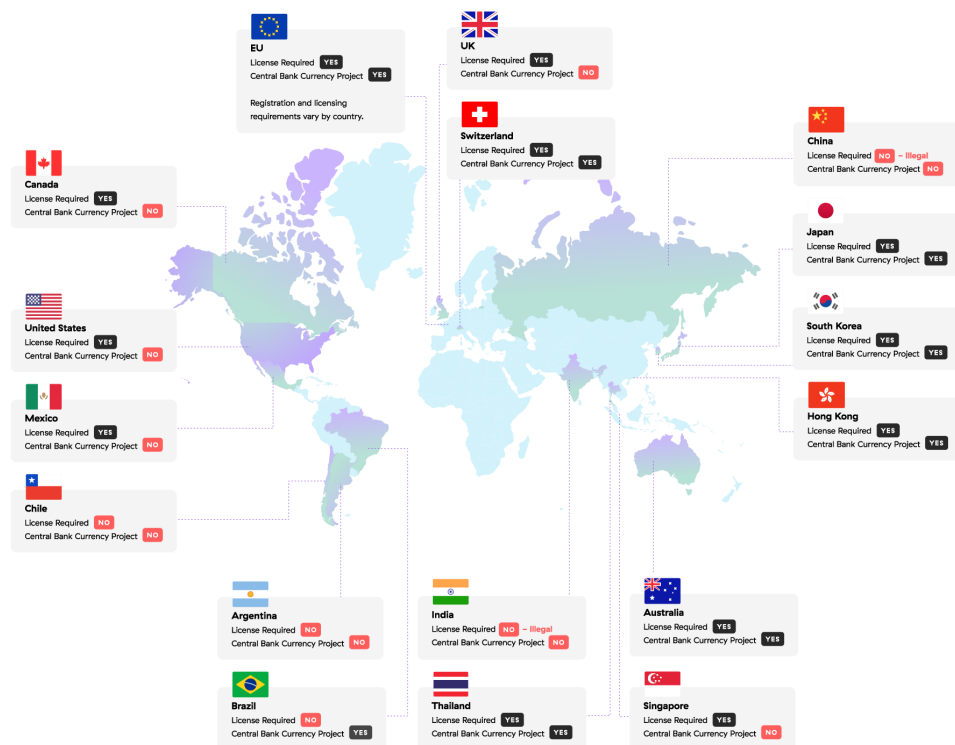 EU
License Required YES
Central Bank Currency Project YES
Registration and licensing
requirements vary by country.
UK
License Required YES
Central Bank Currency Project NO
Switzerland
License Required YES
Central Bank Currency Project YES
China
License Required NO – Illegal
Central Bank Currency Project NO
Canada
License Required YES
Central Bank Currency Project NO
Japan
License Required YES
Central Bank Currency Project YES
United States
License Required YES
Central Bank Currency Project NO
South Korea
License Required YES
Central Bank Currency Project YES
Mexico
License Required YES
Central Bank Currency Project NO
Hong Kong
License Required YES
Central Bank Currency Project YES
Chile
License Required NO
Central Bank Currency Project NO
Argentina
License Required NO
Central Bank Currency Project NO
India
License Required NO – Illegal
Central Bank Currency Project NO
Australia
License Required YES
Central Bank Currency Project YES
Brazil
License Required NO
Central Bank Currency Project YES
Thailand
License Required YES
Central Bank Currency Project YES
Singapore
License Required YES
Central Bank Currency Project NO